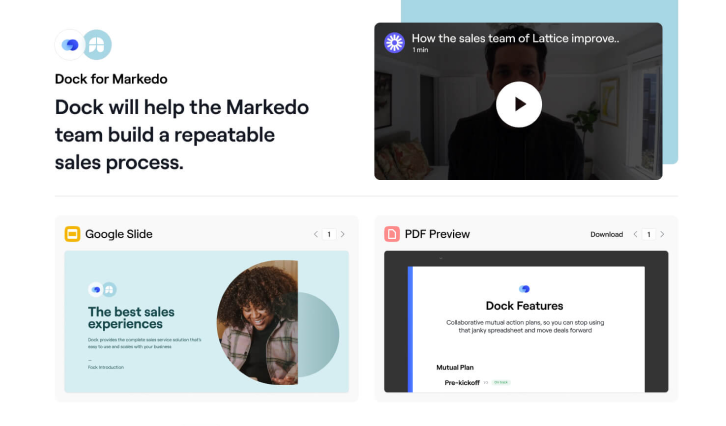 Dock for Markedo
Dock will help the Markedo
team build a repeatable
sales process.
How the sales team of Lattice improve..
1 min
Google Slide
1
The best sales
experiences
Dock provides the complete sales service solution that's
easy to use and scales with your business
—
PDF Preview
Download
1
Dock Features
Collaborative mutual action plans, so you can stop using
that janky spreadsheet and move deals forward
Mutual Plan
Pre-kickoff
On track